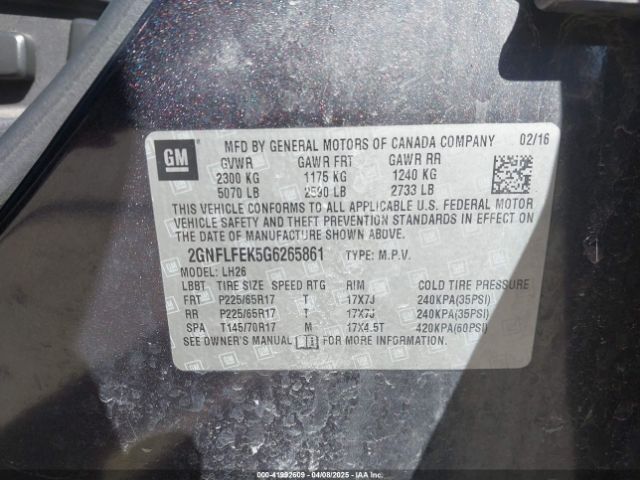 GM
MFD BY GENERAL MOTORS OF CANADA COMPANY 02/16
GVWR GAWR FRT GAWR RR
2300 KG 1175 KG 1240 KG
5070 LB 2590 LB 2733 LB
THIS VEHICLE CONFORMS TO ALL APPLICABLE U.S. FEDERAL MOTOR
VEHICLE SAFETY AND THEFT PREVENTION STANDARDS IN EFFECT ON
THE DATE OF MANUFACTURE SHOWN ABOVE.
2GNFLFEK5G6265861 TYPE: M.P.V.
MODEL: LH26
LBBT TIRE SIZE SPEED RTG RIM COLD TIRE PRESSURE
FRT P225/65R17 T 17X7J 240KPA(35PSI)
RR P225/65R17 T 17X7J 240KPA(35PSI)
SPA T145/70R17 M 17X4.5T 420KPA(60PSI)
SEE OWNER'S MANUAL FOR MORE INFORMATION.
000-41992609 - 04/08/2025 - IAAI.COM